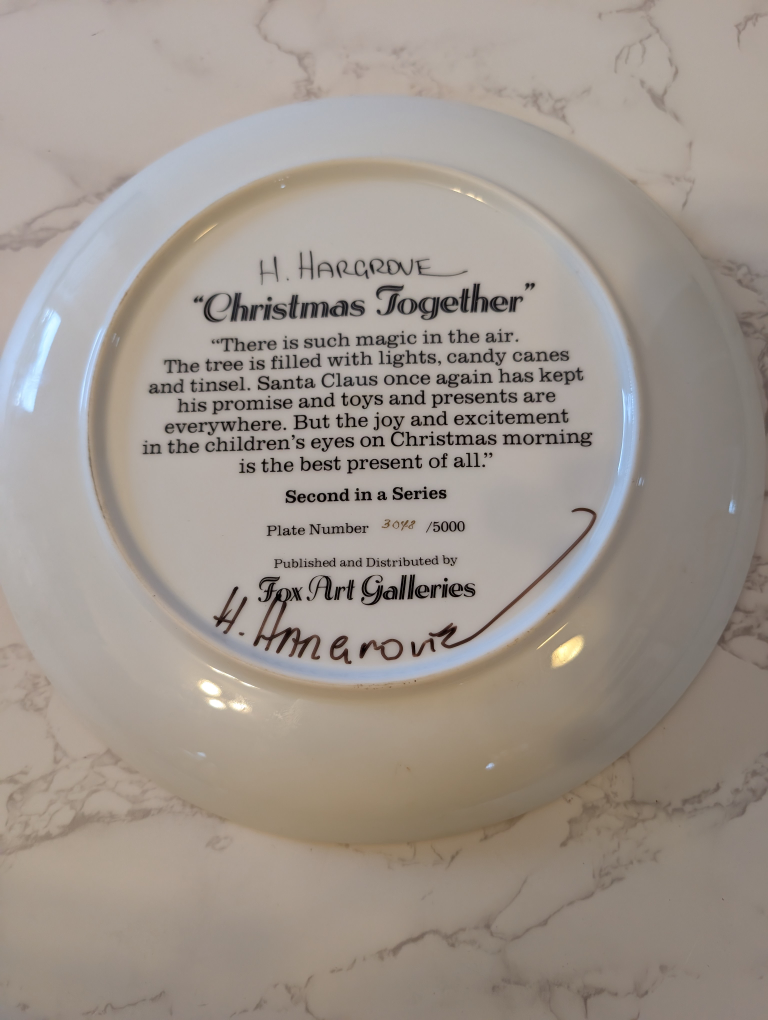 H. HARGROVE
“Christmas Together”
“There is such magic in the air.
The tree is filled with lights, candy canes
and tinsel. Santa Claus once again has kept
his promise and toys and presents are
everywhere. But the joy and excitement
in the children’s eyes on Christmas morning
is the best present of all.”
Second in a Series
Plate Number 3048 /5000
Published and Distributed by
Fox Art Galleries
H. Hargrove